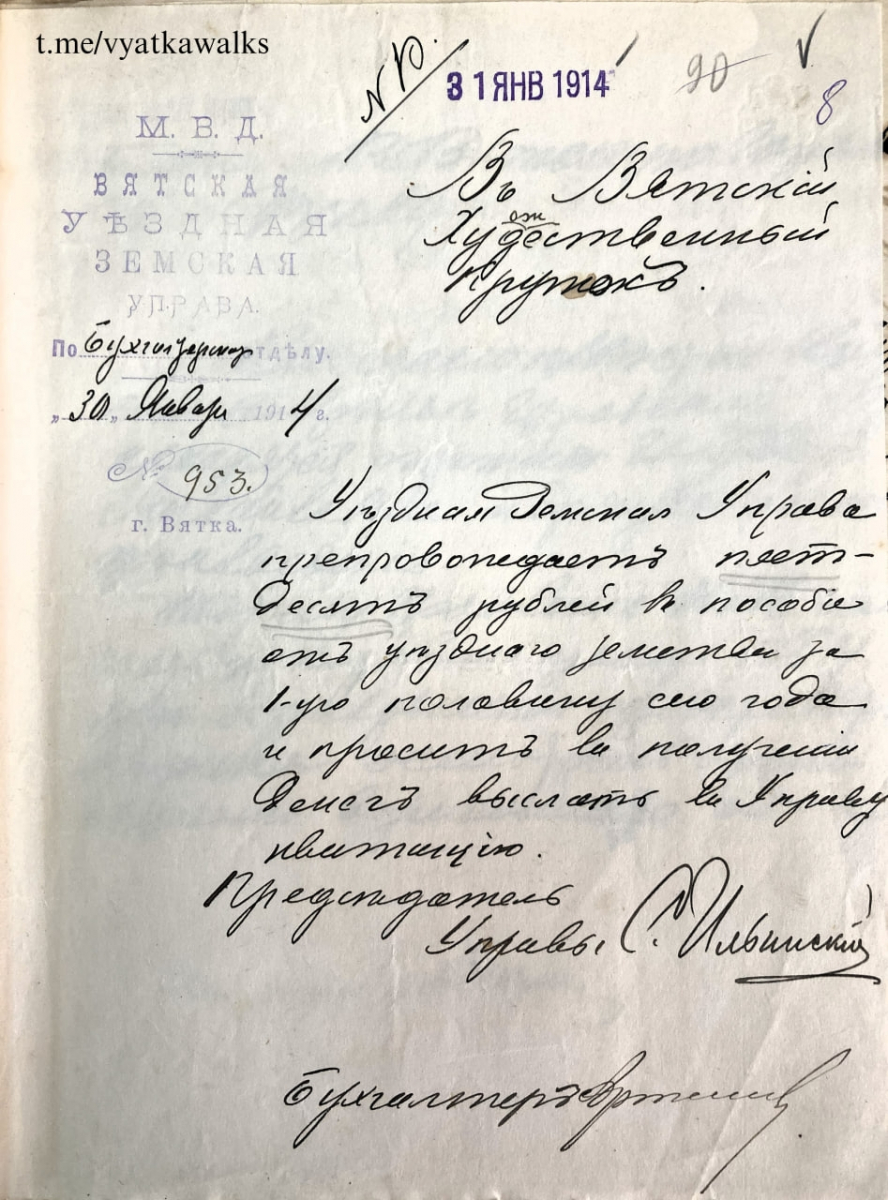 t.me/vyatkawalks
31 ЯНВ 1914
90
8
М. В. Д.
ВЯТСКАЯ
УѢЗДНАЯ
ЗЕМСКАЯ
УПРАВА.
По Бухгалтерскому отдѣлу.
„30„ Января 1914 г.
№ 953.
г. Вятка.
Въ Вятскій
Художественный
Кружокъ.
Уѣздная Земская Управа
препровождаетъ пять-
десятъ рублей въ пособіе
отъ уѣзднаго земства за
1-ую половину сего года
и проситъ въ полученіи
денегъ выслать въ Управу
квитанцію.
Предсѣдатель
Управы С. Ильинскій
Бухгалтеръ